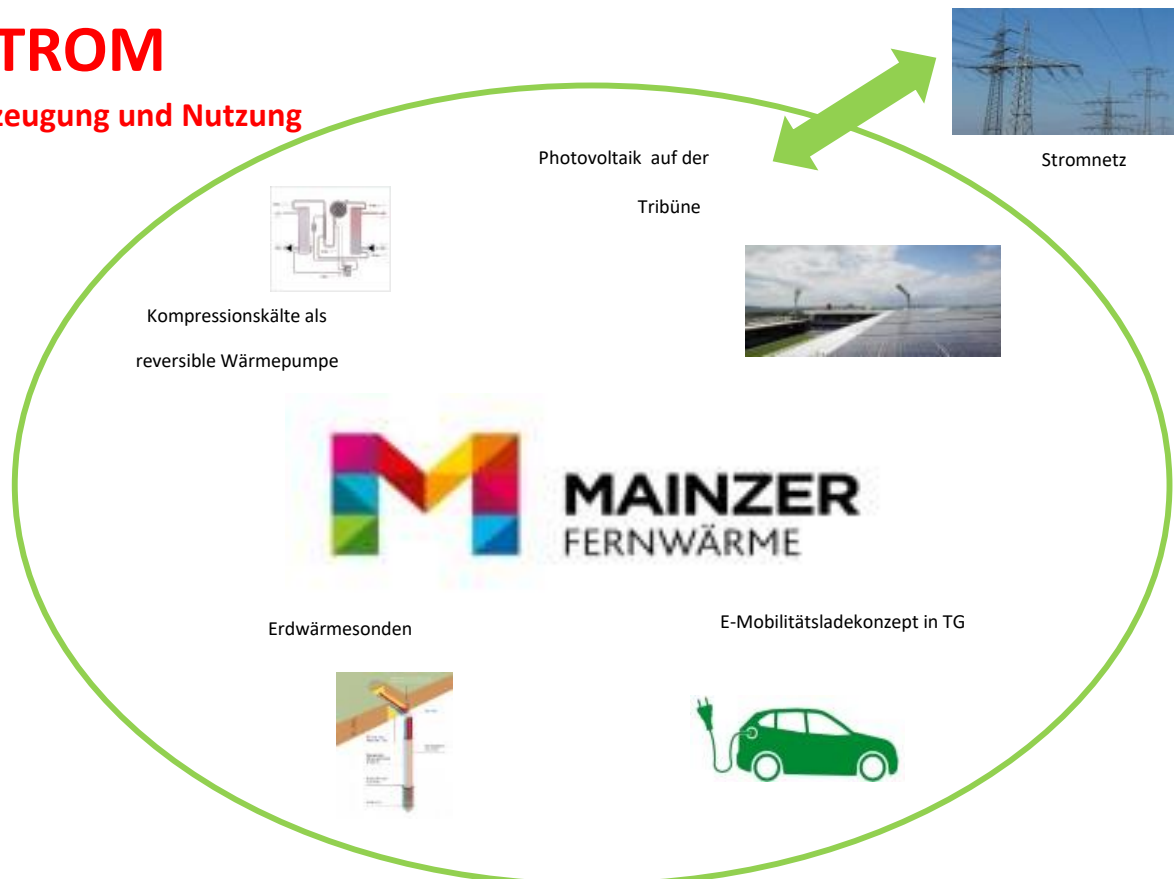 TROM
zeugung und Nutzung
Photovoltaik auf der
Tribüne
Stromnetz
Kompressionskälte als
reversible Wärmepumpe
MAINZER
FERNWÄRME
Erdwärmesonden
E-Mobilitätsladekonzept in TG